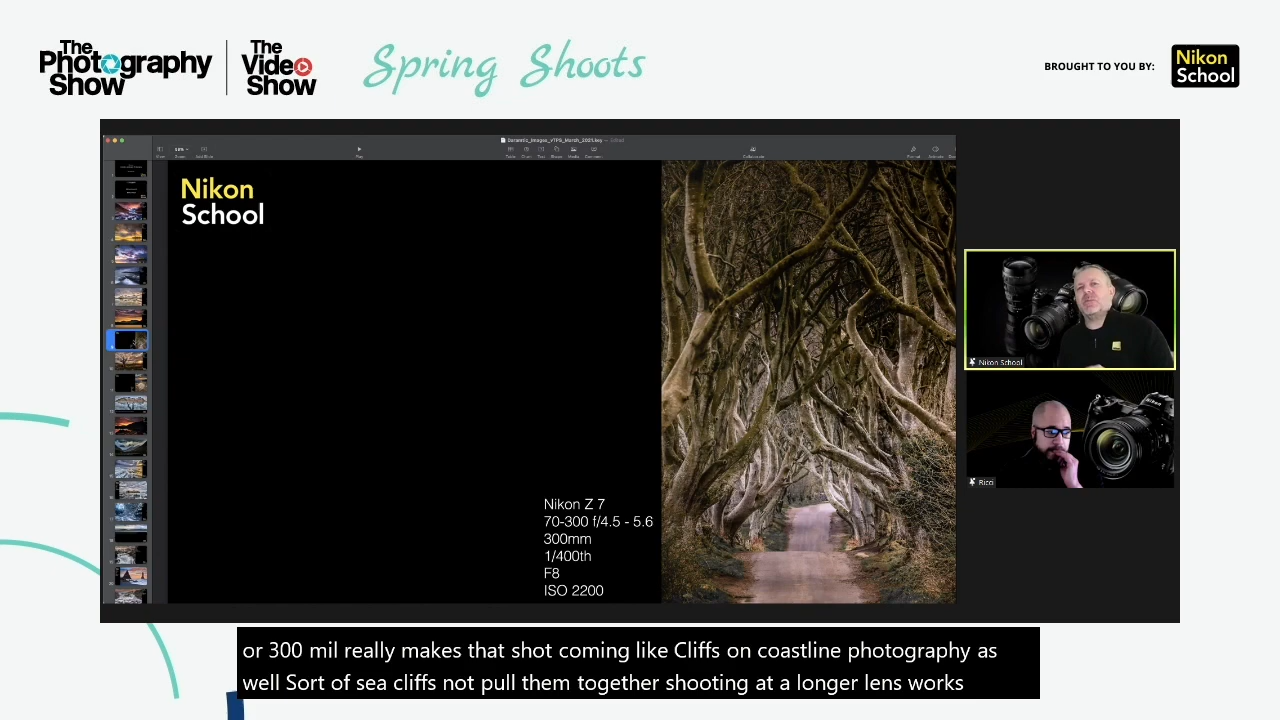 The
Photography
Show
The
Video
Show
Spring Shoots
BROUGHT TO YOU BY:
Nikon
School
Nikon
School
Nikon Z 7
70-300 f/4.5 - 5.6
300mm
1/400th
F8
ISO 2200
Nikon School
Ricci
or 300 mil really makes that shot coming like Cliffs on coastline photography as
well Sort of sea cliffs not pull them together shooting at a longer lens works